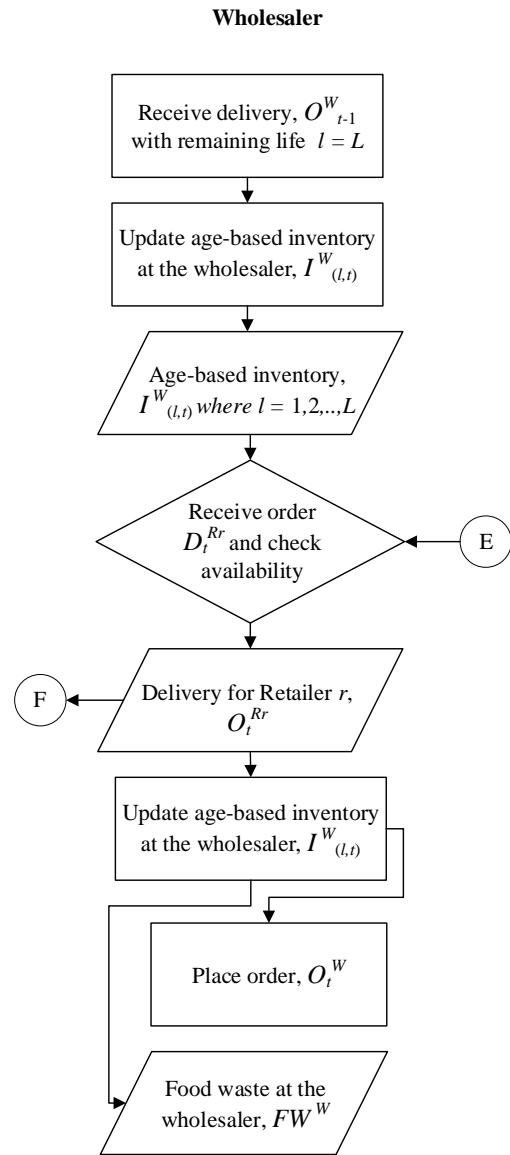 Wholesaler
Receive delivery, O^W_{t-1}
with remaining life l = L
Update age-based inventory
at the wholesaler, I^W_{(l,t)}
Age-based inventory,
I^W_{(l,t)} where l = 1,2,..,L
Receive order
D_t^{Rr} and check
availability
E
Delivery for Retailer r,
O_t^{Rr}
F
Update age-based inventory
at the wholesaler, I^W_{(l,t)}
Place order, O_t^W
Food waste at the
wholesaler, FW^W